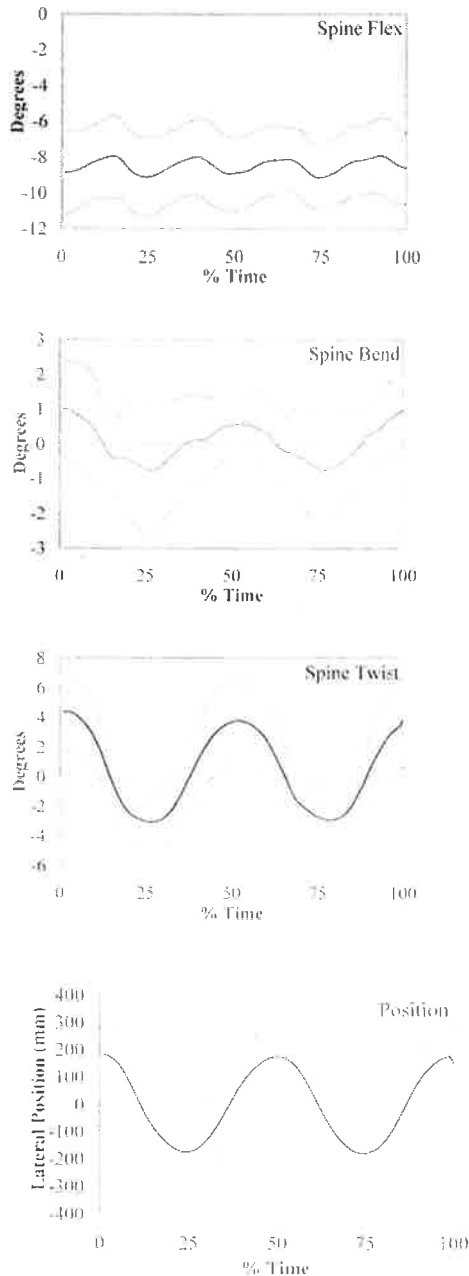 Spine Flex
Degrees
0
-2
-4
-6
-8
-10
-12
0 25 50 75 100
% Time
Spine Bend
Degrees
3
2
1
0
-1
-2
-3
0 25 50 75 100
% Time
Spine Twist
Degrees
8
6
4
2
0
-2
-4
-6
0 25 50 75 100
% Time
Position
Lateral Position (mm)
400
300
200
100
0
-100
-200
-300
-400
0 25 50 75 100
% Time